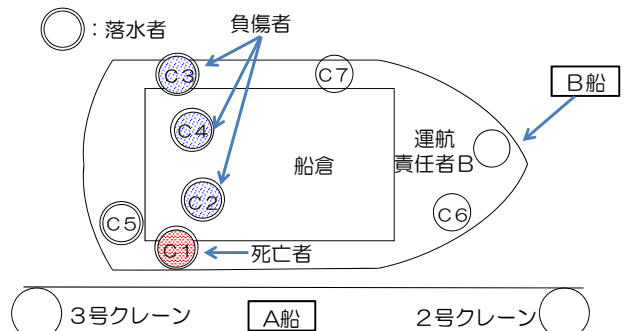 ：落水者
負傷者
C3
C7
B船
C4
運航
責任者B
船倉
C2
C5
C6
C1
死亡者
3号クレーン
A船
2号クレーン